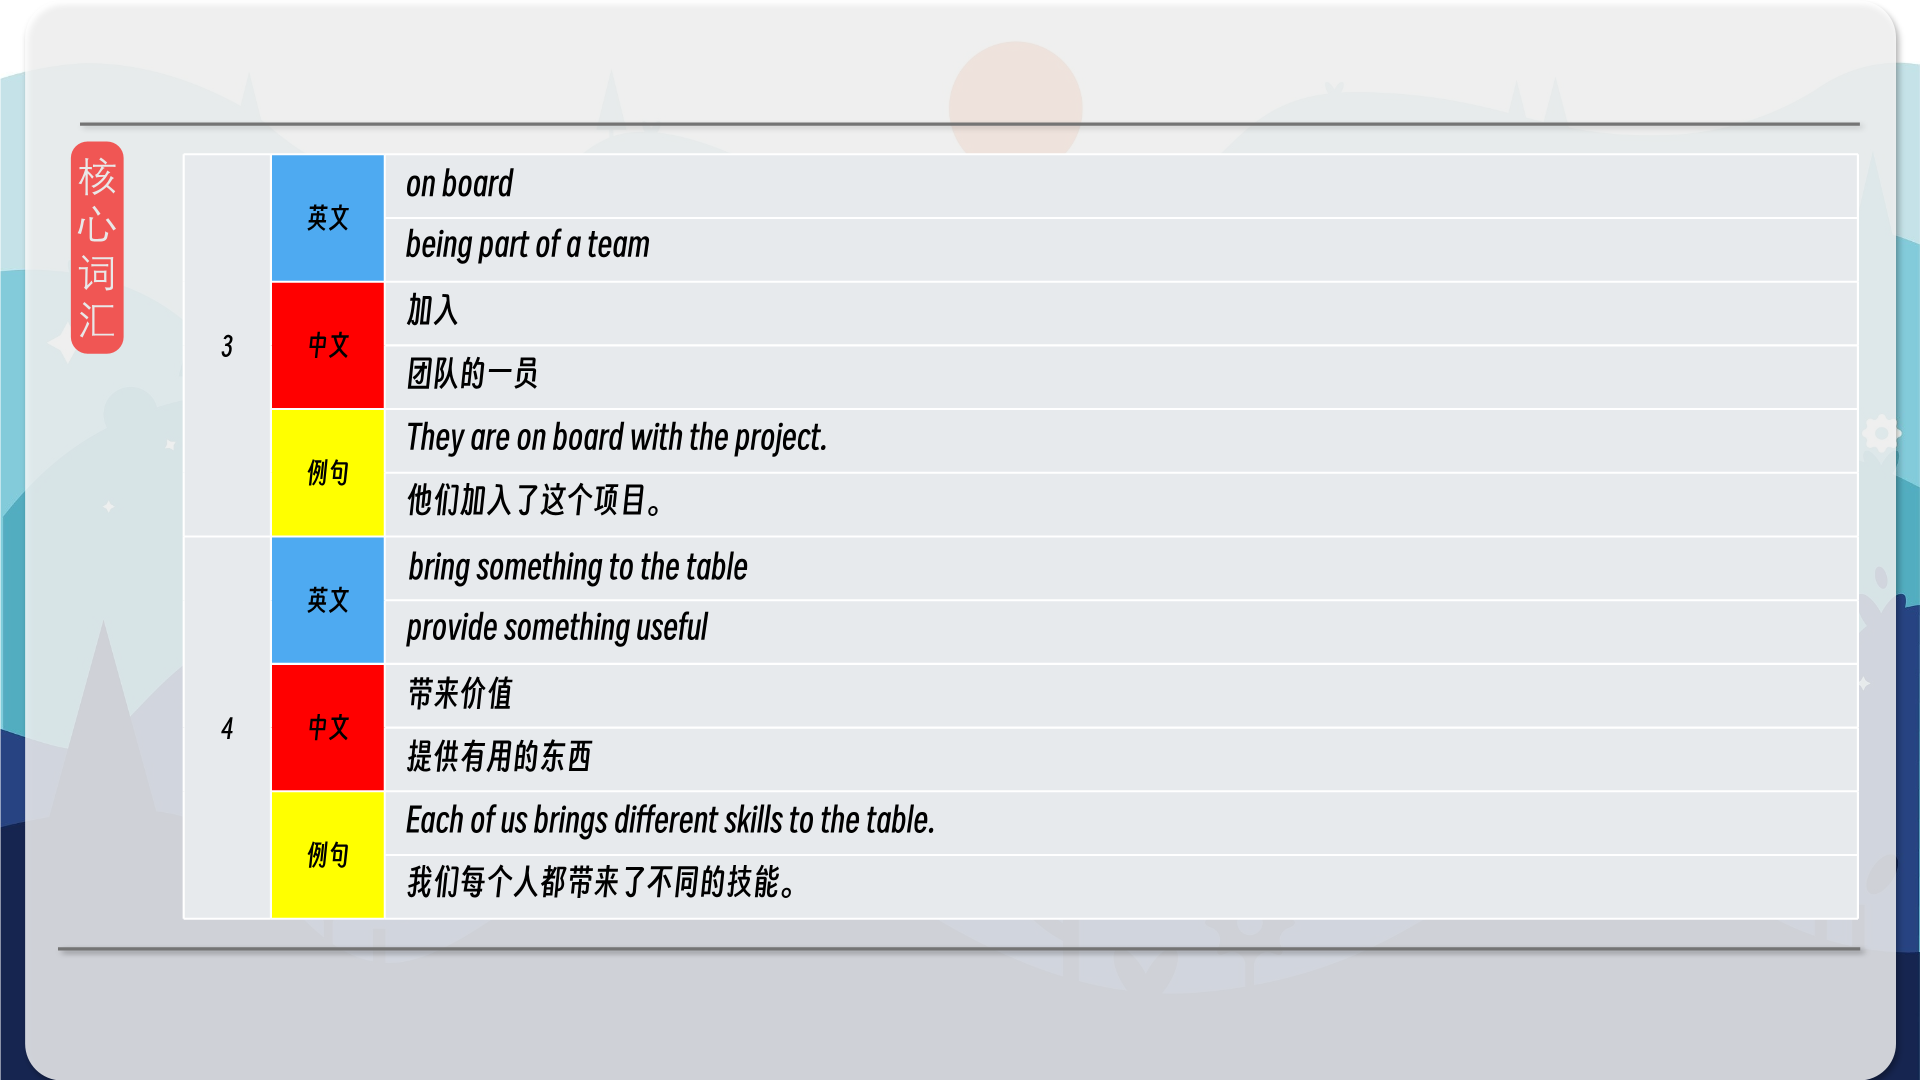 核心词汇
3
英文
on board
being part of a team
中文
加入
团队的一员
例句
They are on board with the project.
他们加入了这个项目。
4
英文
bring something to the table
provide something useful
中文
带来价值
提供有用的东西
例句
Each of us brings different skills to the table.
我们每个人都带来了不同的技能。